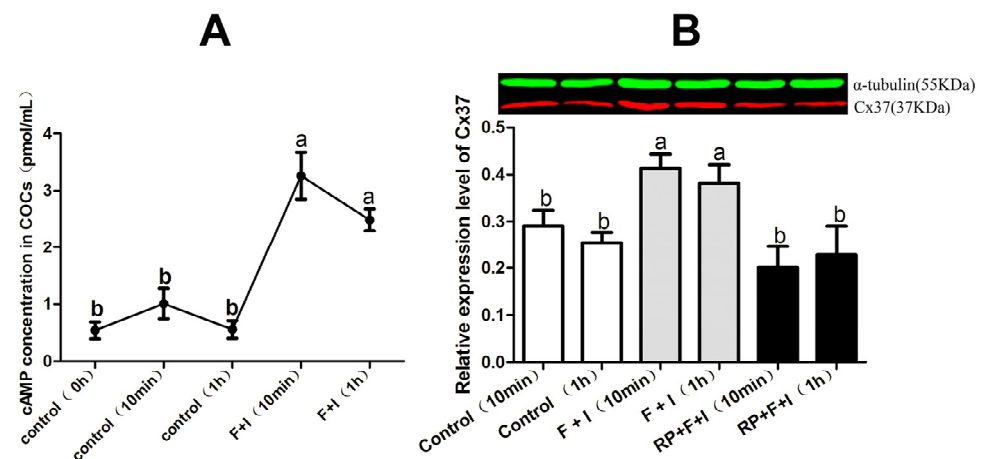 A
cAMP concentration in COCs (pmol/mL)
4
3
2
1
0
b
b
b
a
a
control( 0h)
control(10min)
control(1h)
F+I(10min)
F+I(1h)
B
α-tubulin(55KDa)
Cx37(37KDa)
Relative expression level of Cx37
0.5
0.4
0.3
0.2
0.1
0.0
b
b
a
a
b
b
Control(10min)
Control(1h)
F + I(10min)
F + I(1h)
RP+F+I(10min)
RP+F+I(1h)